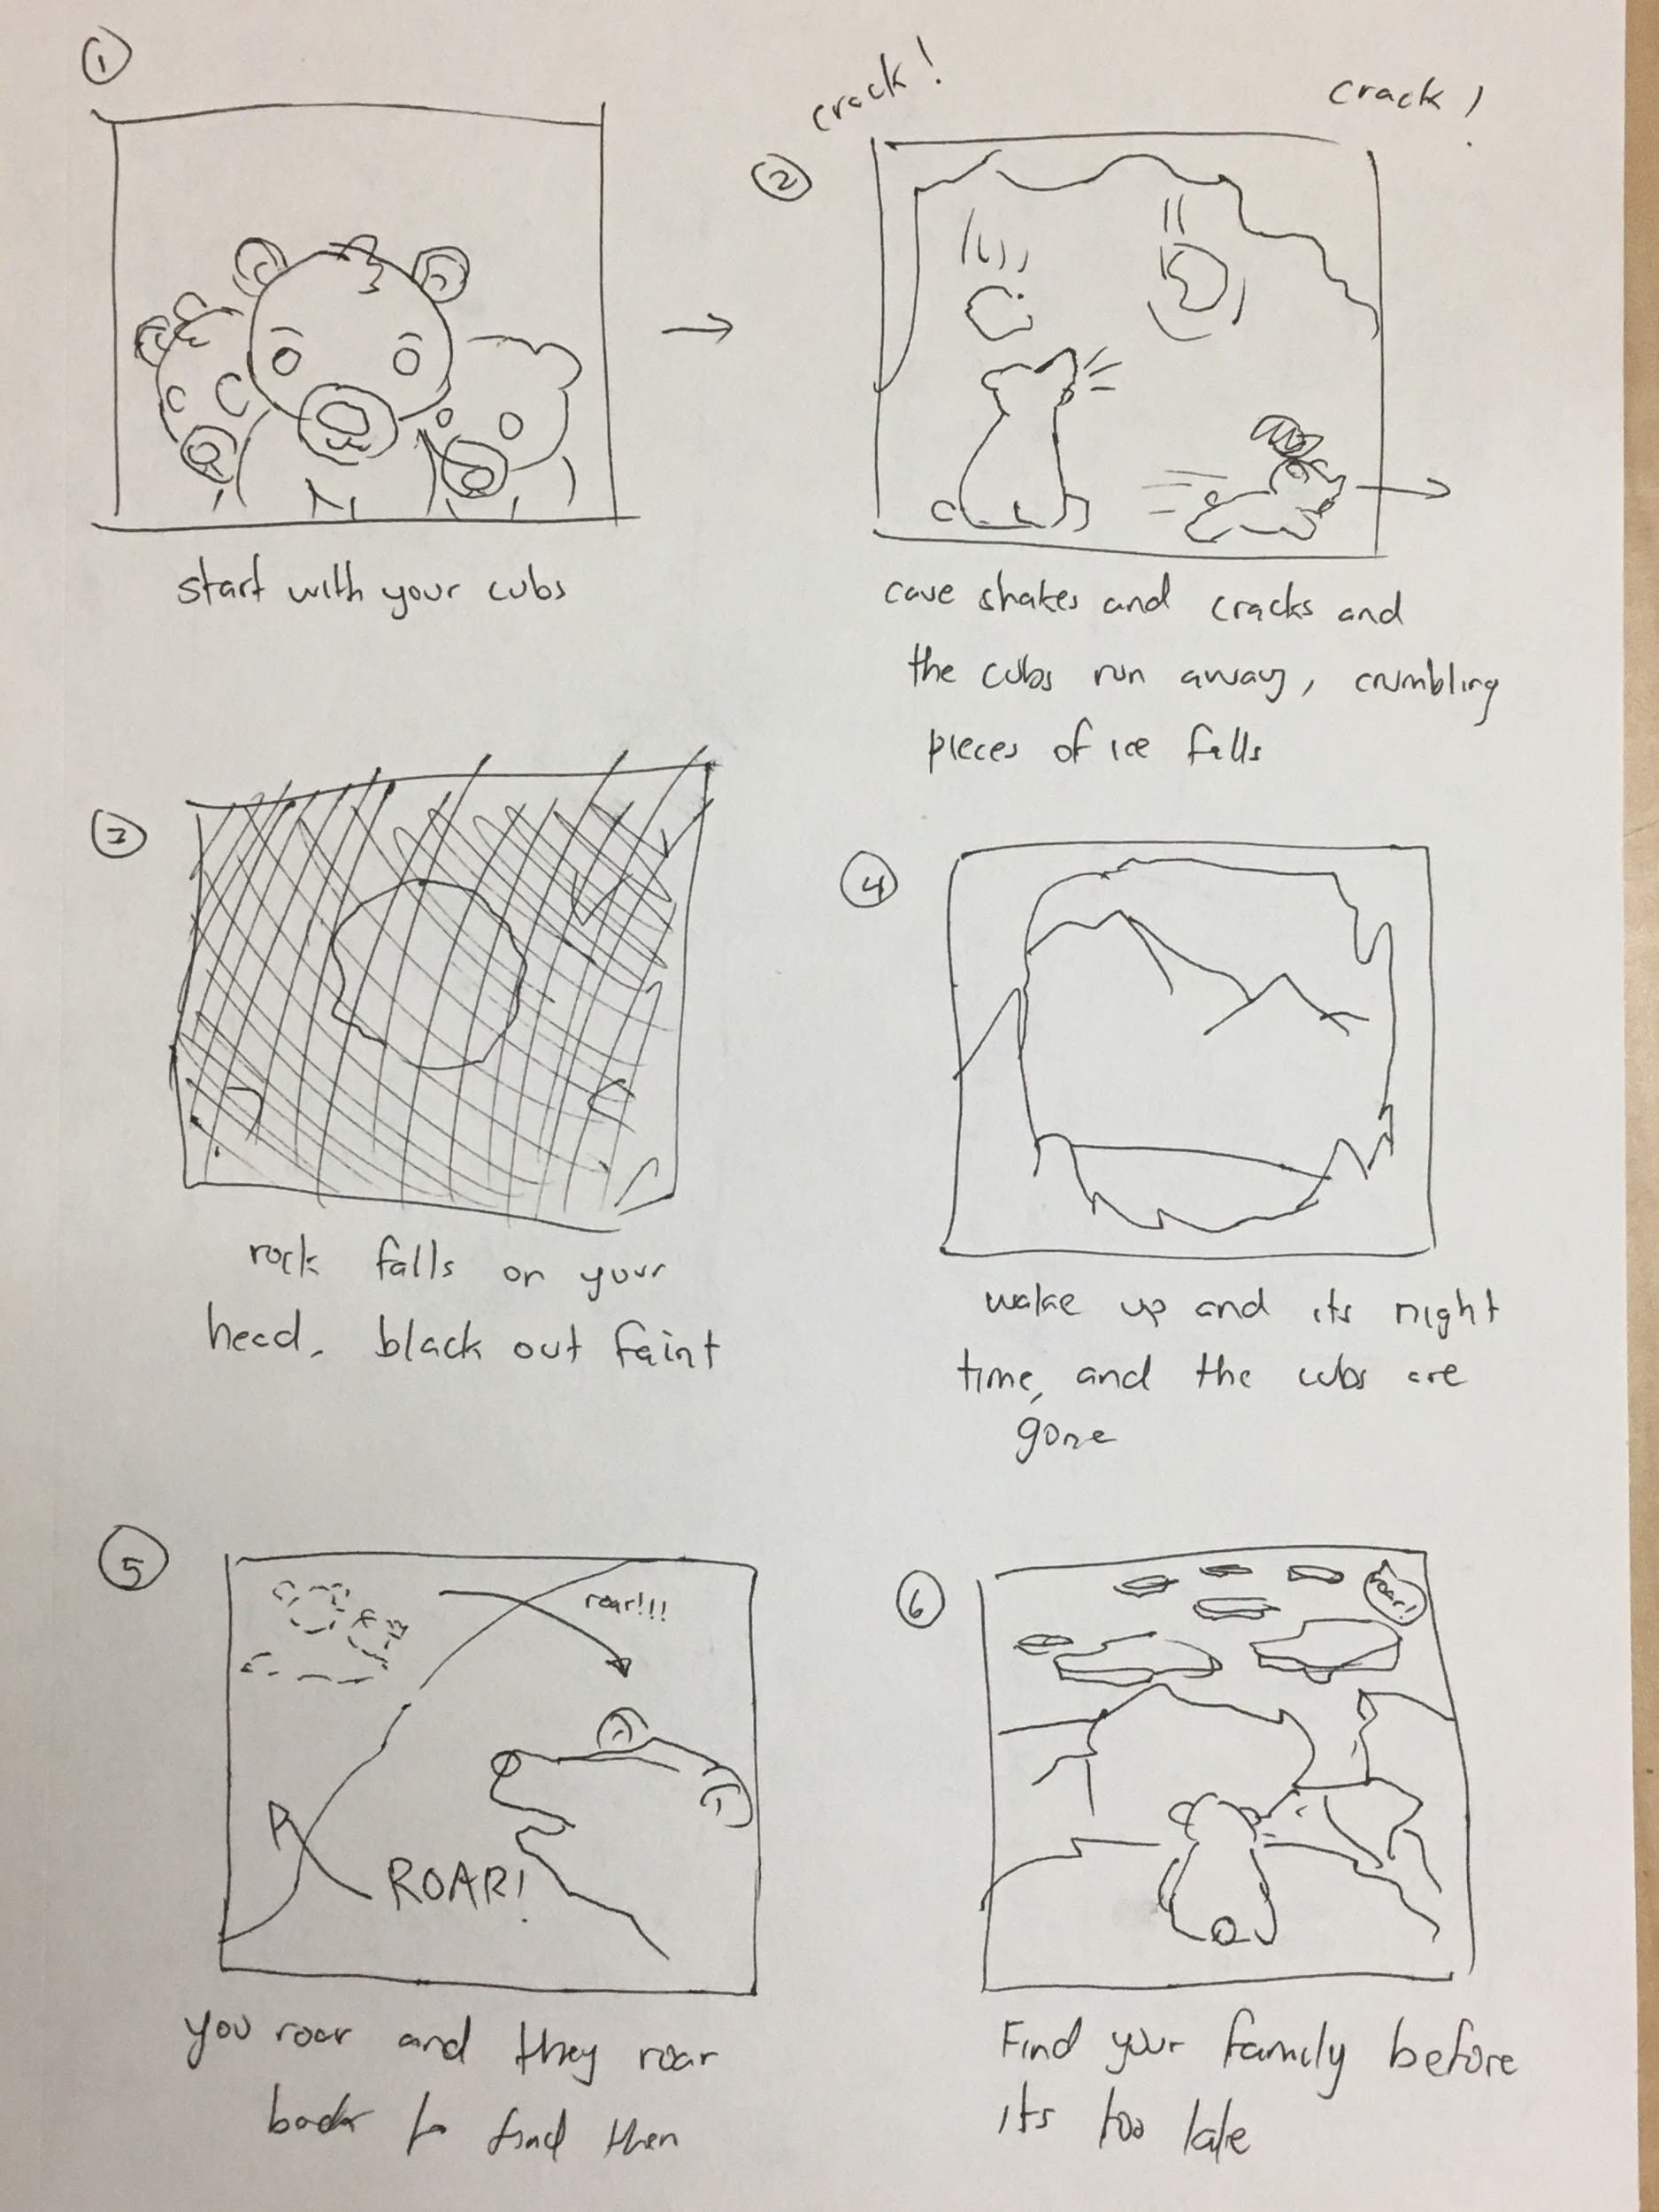 1
start with your cubs
crack!
crack!
2
cave shakes and cracks and
the cubs run away, crumbling
pieces of ice falls
3
rock falls on your
head. black out faint
4
wake up and its night
time, and the cubs are
gone
5
roar!!!
ROAR!
you roar and they roar
back to find then
6
roar!
Find your family before
its too late